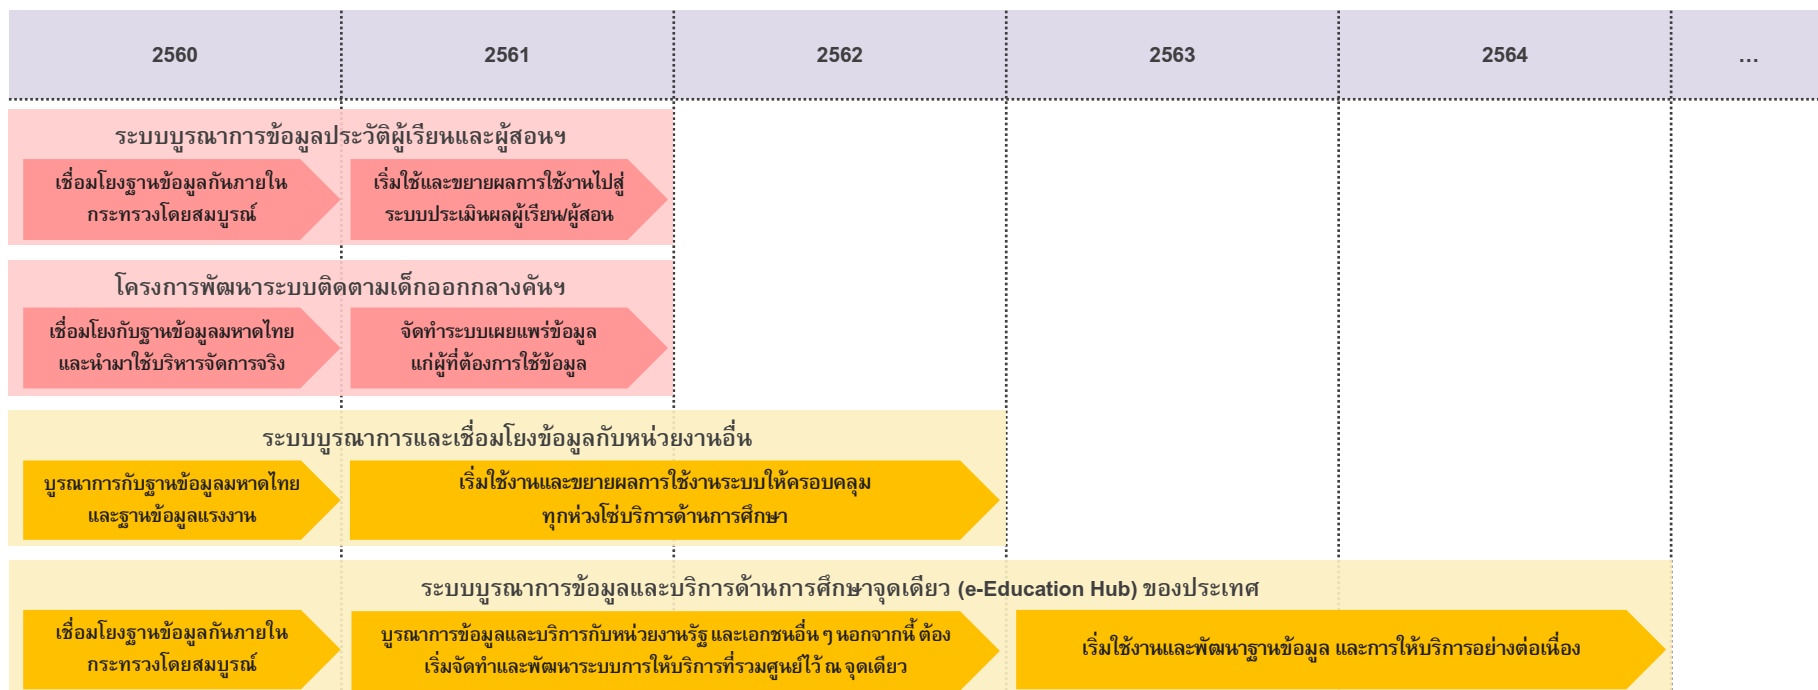 2560 2561 2562 2563 2564 ...
ระบบบูรณาการข้อมูลประวัติผู้เรียนและผู้สอนฯ
เชื่อมโยงฐานข้อมูลกันภายใน
กระทรวงโดยสมบูรณ์
เริ่มใช้และขยายผลการใช้งานไปสู่
ระบบประเมินผลผู้เรียน/ผู้สอน
โครงการพัฒนาระบบติดตามเด็กออกกลางคันฯ
เชื่อมโยงกับฐานข้อมูลมหาดไทย
และนำมาใช้บริหารจัดการจริง
จัดทำระบบเผยแพร่ข้อมูล
แก่ผู้ที่ต้องการใช้ข้อมูล
ระบบบูรณาการและเชื่อมโยงข้อมูลกับหน่วยงานอื่น
บูรณาการกับฐานข้อมูลมหาดไทย
และฐานข้อมูลแรงงาน
เริ่มใช้งานและขยายผลการใช้งานระบบให้ครอบคลุม
ทุกห่วงโซ่บริการด้านการศึกษา
ระบบบูรณาการข้อมูลและบริการด้านการศึกษาจุดเดียว (e-Education Hub) ของประเทศ
เชื่อมโยงฐานข้อมูลกันภายใน
กระทรวงโดยสมบูรณ์
บูรณาการข้อมูลและบริการกับหน่วยงานรัฐ และเอกชนอื่น ๆ นอกจากนี้ ต้อง
เริ่มจัดทำและพัฒนาระบบการให้บริการที่รวมศูนย์ไว้ ณ จุดเดียว
เริ่มใช้งานและพัฒนาฐานข้อมูล และการให้บริการอย่างต่อเนื่อง